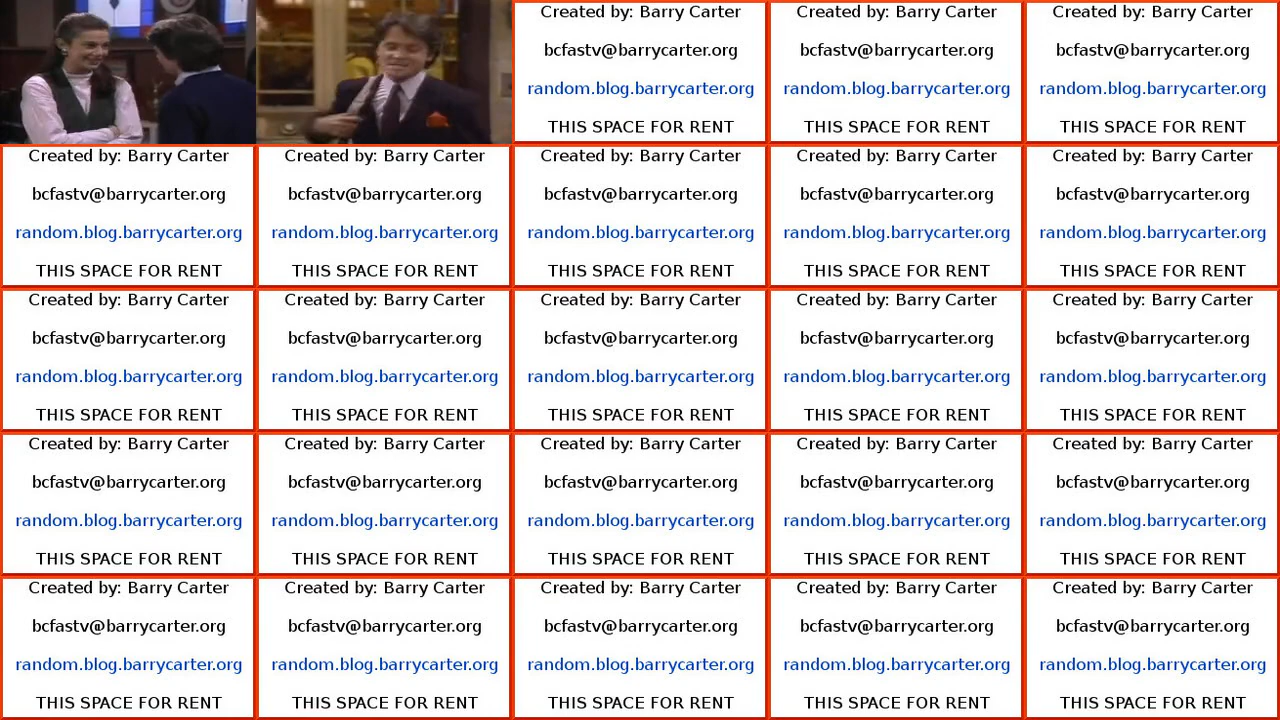 Created by: Barry Carter
bcfastv@barrycarter.org
random.blog.barrycarter.org
THIS SPACE FOR RENT
Created by: Barry Carter
bcfastv@barrycarter.org
random.blog.barrycarter.org
THIS SPACE FOR RENT
Created by: Barry Carter
bcfastv@barrycarter.org
random.blog.barrycarter.org
THIS SPACE FOR RENT
Created by: Barry Carter
bcfastv@barrycarter.org
random.blog.barrycarter.org
THIS SPACE FOR RENT
Created by: Barry Carter
bcfastv@barrycarter.org
random.blog.barrycarter.org
THIS SPACE FOR RENT
Created by: Barry Carter
bcfastv@barrycarter.org
random.blog.barrycarter.org
THIS SPACE FOR RENT
Created by: Barry Carter
bcfastv@barrycarter.org
random.blog.barrycarter.org
THIS SPACE FOR RENT
Created by: Barry Carter
bcfastv@barrycarter.org
random.blog.barrycarter.org
THIS SPACE FOR RENT
Created by: Barry Carter
bcfastv@barrycarter.org
random.blog.barrycarter.org
THIS SPACE FOR RENT
Created by: Barry Carter
bcfastv@barrycarter.org
random.blog.barrycarter.org
THIS SPACE FOR RENT
Created by: Barry Carter
bcfastv@barrycarter.org
random.blog.barrycarter.org
THIS SPACE FOR RENT
Created by: Barry Carter
bcfastv@barrycarter.org
random.blog.barrycarter.org
THIS SPACE FOR RENT
Created by: Barry Carter
bcfastv@barrycarter.org
random.blog.barrycarter.org
THIS SPACE FOR RENT
Created by: Barry Carter
bcfastv@barrycarter.org
random.blog.barrycarter.org
THIS SPACE FOR RENT
Created by: Barry Carter
bcfastv@barrycarter.org
random.blog.barrycarter.org
THIS SPACE FOR RENT
Created by: Barry Carter
bcfastv@barrycarter.org
random.blog.barrycarter.org
THIS SPACE FOR RENT
Created by: Barry Carter
bcfastv@barrycarter.org
random.blog.barrycarter.org
THIS SPACE FOR RENT
Created by: Barry Carter
bcfastv@barrycarter.org
random.blog.barrycarter.org
THIS SPACE FOR RENT
Created by: Barry Carter
bcfastv@barrycarter.org
random.blog.barrycarter.org
THIS SPACE FOR RENT
Created by: Barry Carter
bcfastv@barrycarter.org
random.blog.barrycarter.org
THIS SPACE FOR RENT
Created by: Barry Carter
bcfastv@barrycarter.org
random.blog.barrycarter.org
THIS SPACE FOR RENT
Created by: Barry Carter
bcfastv@barrycarter.org
random.blog.barrycarter.org
THIS SPACE FOR RENT
Created by: Barry Carter
bcfastv@barrycarter.org
random.blog.barrycarter.org
THIS SPACE FOR RENT